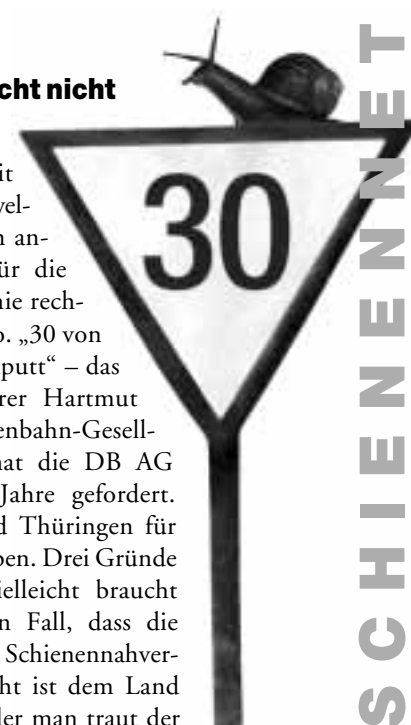 cht nicht
it
vel-
n an-
ür die
nie rech-
o. „30 von
putt“ – das
rer Hartmut
enbahn-Gesell-
nat die DB AG
Jahre gefordert.
d Thüringen für
ben. Drei Gründe
ielleicht braucht
n Fall, dass die
Schienennahver-
ht ist dem Land
der man traut der
30
SCHIENENNET